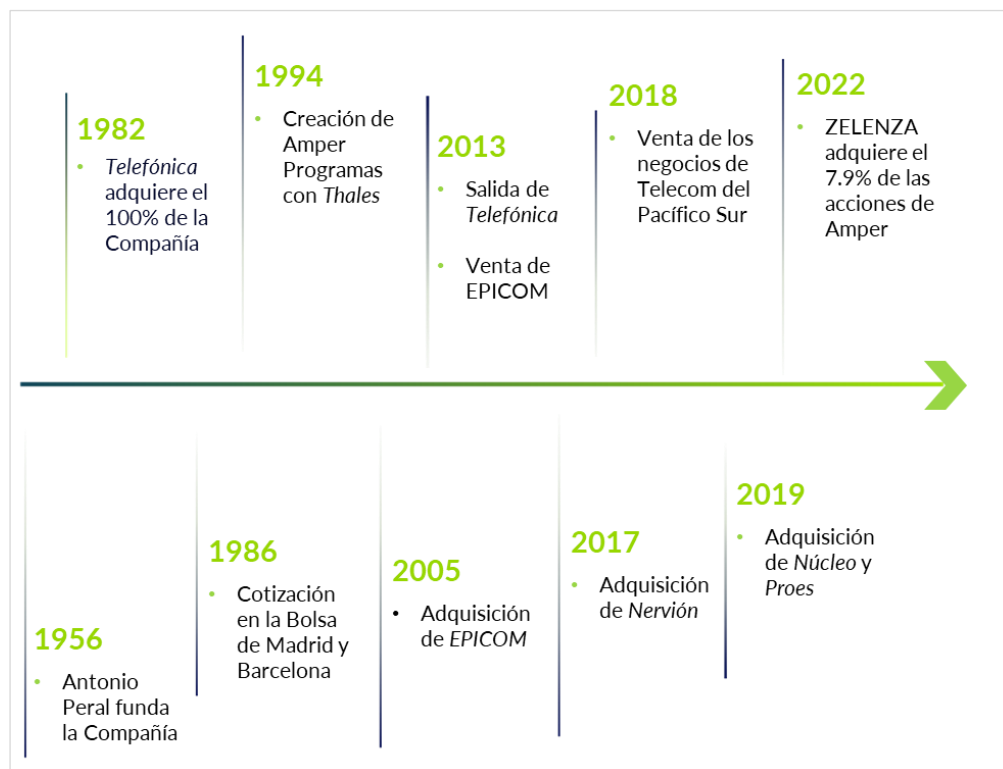 1982
• Telefónica
adquiere el
100% de la
Compañía
1994
• Creación de
Amper
Programas
con Thales
2013
• Salida de
Telefónica
• Venta de
EPICOM
2018
• Venta de los
negocios de
Telecom del
Pacífico Sur
2022
• ZELENZA
adquiere el
7.9% de las
acciones de
Amper
1956
• Antonio
Peral funda
la Compañía
1986
• Cotización
en la Bolsa
de Madrid y
Barcelona
2005
• Adquisición
de EPICOM
2017
• Adquisición
de Nervión
2019
• Adquisición
de Núcleo y
Proes